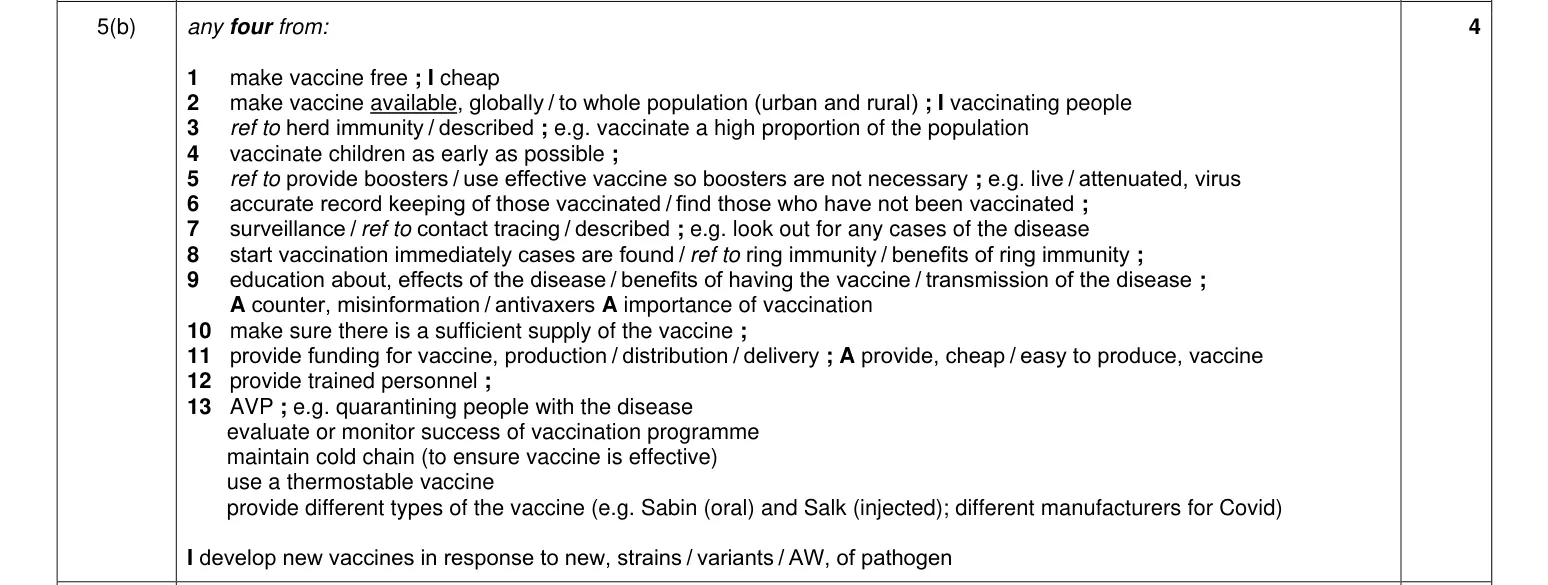 5(b) any four from: 4
1 make vaccine free ; I cheap
2 make vaccine available, globally / to whole population (urban and rural) ; I vaccinating people
3 ref to herd immunity / described ; e.g. vaccinate a high proportion of the population
4 vaccinate children as early as possible ;
5 ref to provide boosters / use effective vaccine so boosters are not necessary ; e.g. live / attenuated, virus
6 accurate record keeping of those vaccinated / find those who have not been vaccinated ;
7 surveillance / ref to contact tracing / described ; e.g. look out for any cases of the disease
8 start vaccination immediately cases are found / ref to ring immunity / benefits of ring immunity ;
9 education about, effects of the disease / benefits of having the vaccine / transmission of the disease ;
A counter, misinformation / antivaxers A importance of vaccination
10 make sure there is a sufficient supply of the vaccine ;
11 provide funding for vaccine, production / distribution / delivery ; A provide, cheap / easy to produce, vaccine
12 provide trained personnel ;
13 AVP ; e.g. quarantining people with the disease
evaluate or monitor success of vaccination programme
maintain cold chain (to ensure vaccine is effective)
use a thermostable vaccine
provide different types of the vaccine (e.g. Sabin (oral) and Salk (injected); different manufacturers for Covid)
I develop new vaccines in response to new, strains / variants / AW, of pathogen